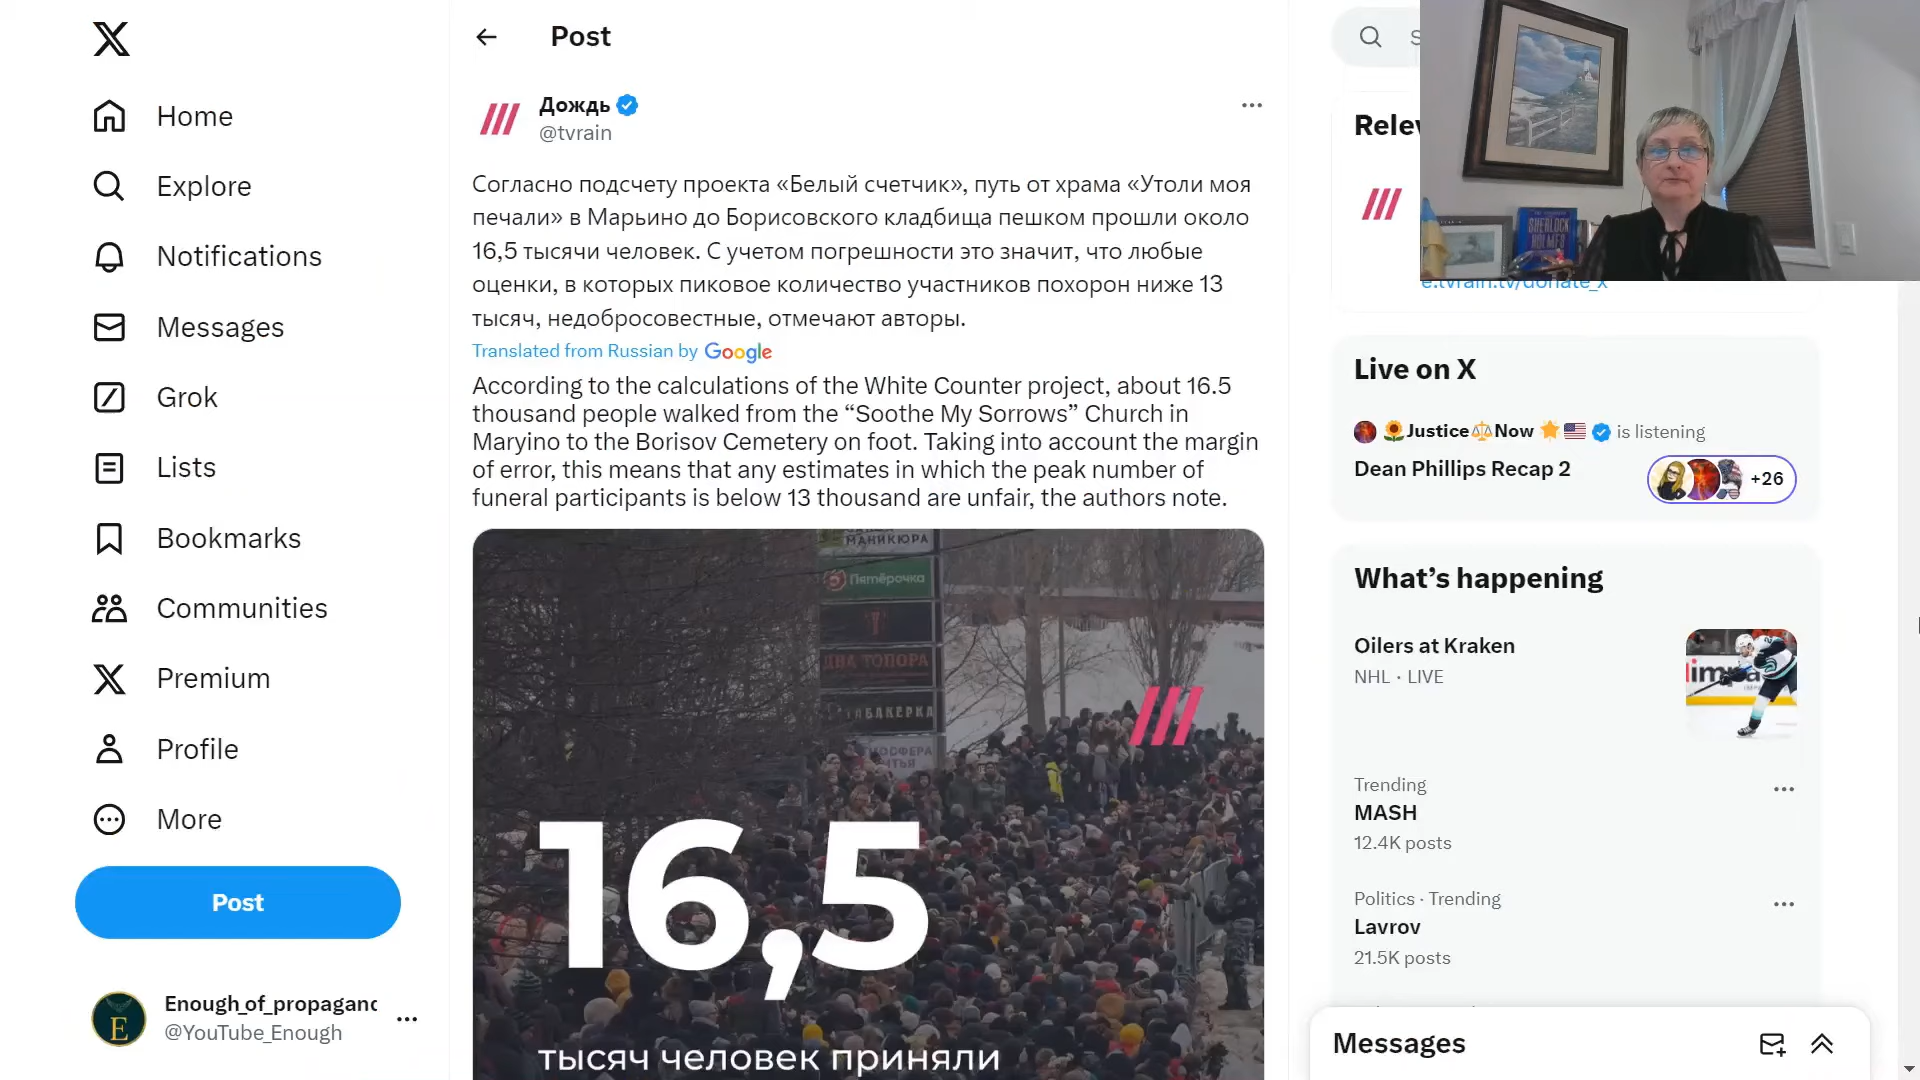 Post
Home
Explore
Notifications
Messages
Grok
Lists
Bookmarks
Communities
Premium
Profile
More
Post
Enough_of_propaganc
@YouTube_Enough
Дождь
@tvrain
Согласно подсчету проекта «Белый счетчик», путь от храма «Утоли моя
печали» в Марьино до Борисовского кладбища пешком прошли около
16,5 тысячи человек. С учетом погрешности это значит, что любые
оценки, в которых пиковое количество участников похорон ниже 13
тысяч, недобросовестные, отмечают авторы.
Translated from Russian by Google
According to the calculations of the White Counter project, about 16.5
thousand people walked from the “Soothe My Sorrows” Church in
Maryino to the Borisov Cemetery on foot. Taking into account the margin
of error, this means that any estimates in which the peak number of
funeral participants is below 13 thousand are unfair, the authors note.
МАНИКЮРА
Пятёрочка
ДВА ТОПОРА
16,5
тысяч человек приняли
Relev
SHERLOCK
HOLMES
e.tvrain.tv/donate_x
Live on X
Justice Now is listening
Dean Phillips Recap 2
+26
What’s happening
Oilers at Kraken
NHL · LIVE
Trending
MASH
12.4K posts
Politics · Trending
Lavrov
21.5K posts
Messages